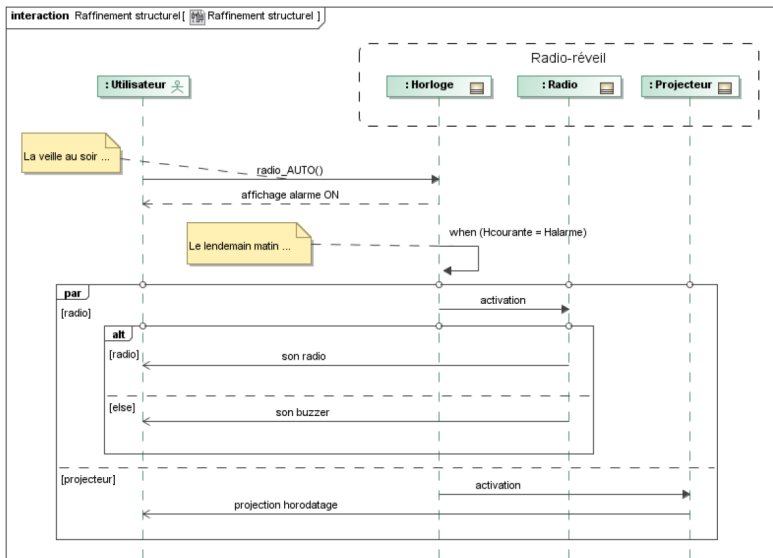 interaction Raffinement structurel[ Raffinement structurel ]
Radio-réveil
: Utilisateur
: Horloge
: Radio
: Projecteur
La veille au soir ...
radio_AUTO()
affichage alarme ON
Le lendemain matin ...
when (Hcourante = Halarme)
par
[radio]
activation
alt
[radio]
son radio
[else]
son buzzer
[projecteur]
activation
projection horodatage